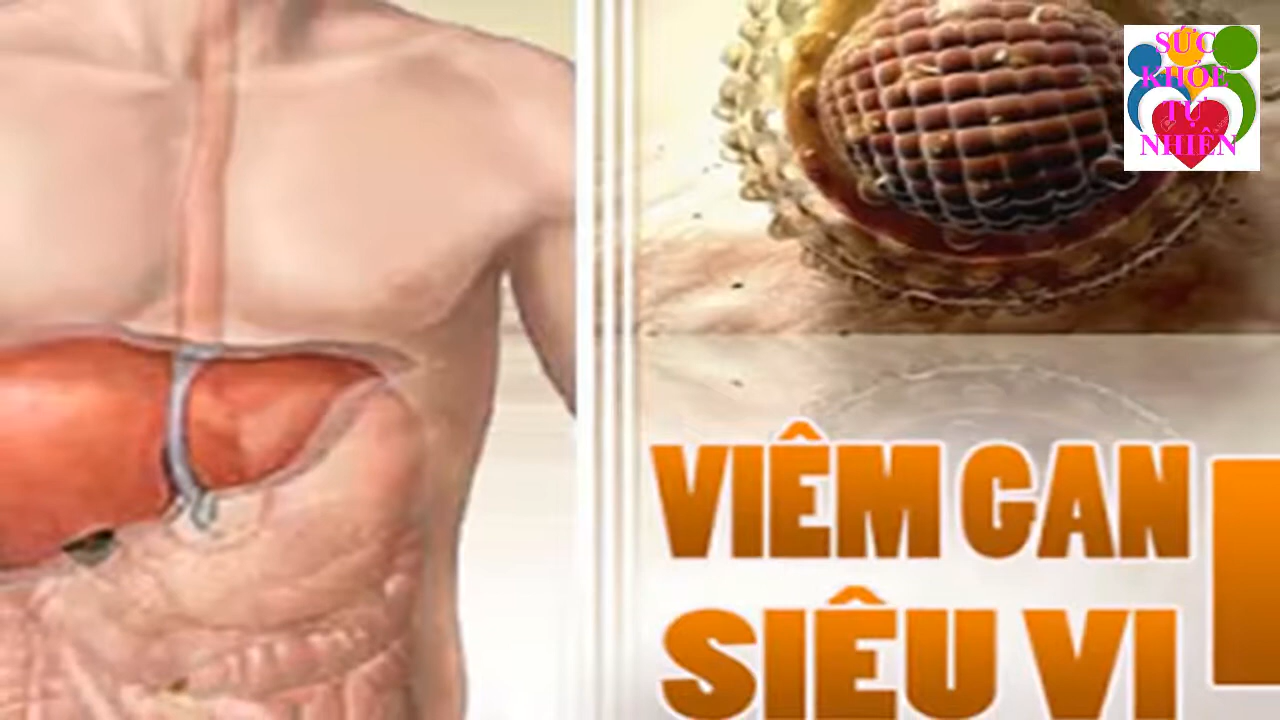 SỨC
KHỎE
TỰ
NHIÊN
VIÊM GAN
SIÊU VI